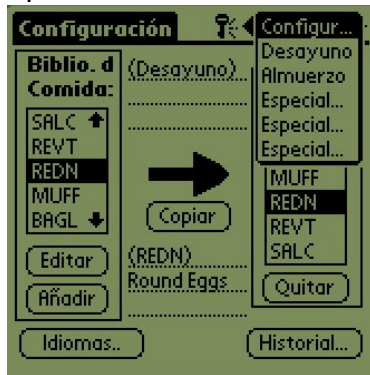 Configuración
Configur...
Desayuno
Almuerzo
Especial...
Especial...
Especial...
Biblio. d
Comida:
SALC
REVT
REDN
MUFF
BAGL
Editar
Añadir
(Desayuno)
Copiar
(REDN)
Round Eggs
MUFF
REDN
REVT
SALC
Quitar
Idiomas..
Historial...